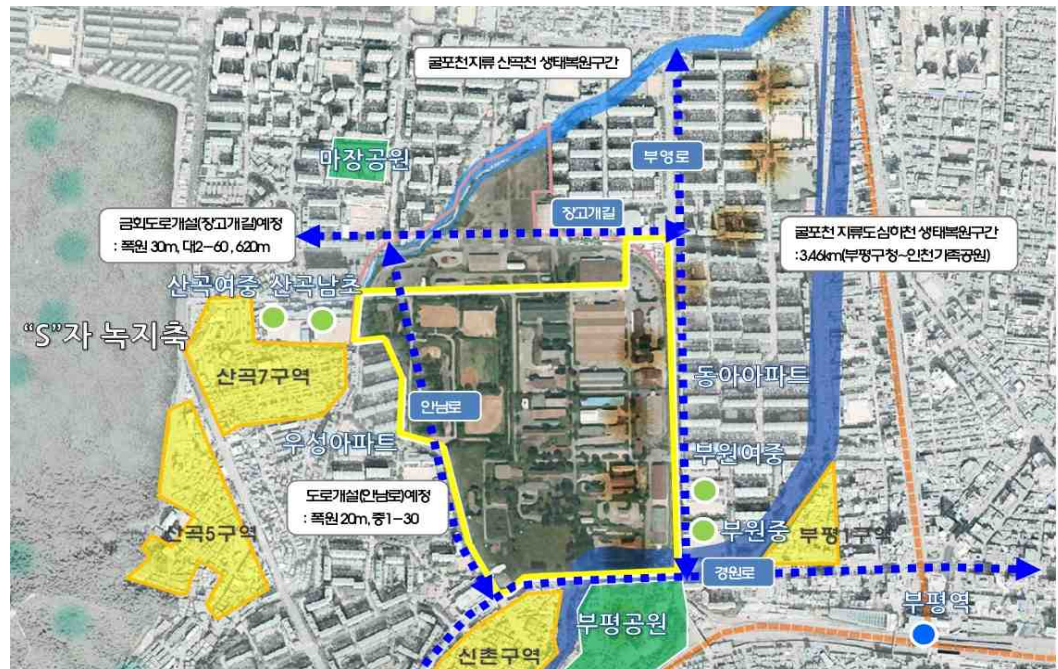 굴포천지류 산곡천 생태복원구간
마장공원
부영로
장고개길
금회도로개설(장고개길)예정
: 폭원 30m, 대2-60 , 620m
굴포천 지류도심하천 생태복원구간
:3.46km(부평구청~인천가족공원)
산곡여중 산곡남초
"S"자 녹지축
산곡7구역
동아아파트
안남로
우성아파트
부원여중
도로개설(안남로)예정
: 폭원 20m, 중1-30
산곡5구역
부원중
부평1구역
경원로
부평역
부평공원
신촌구역